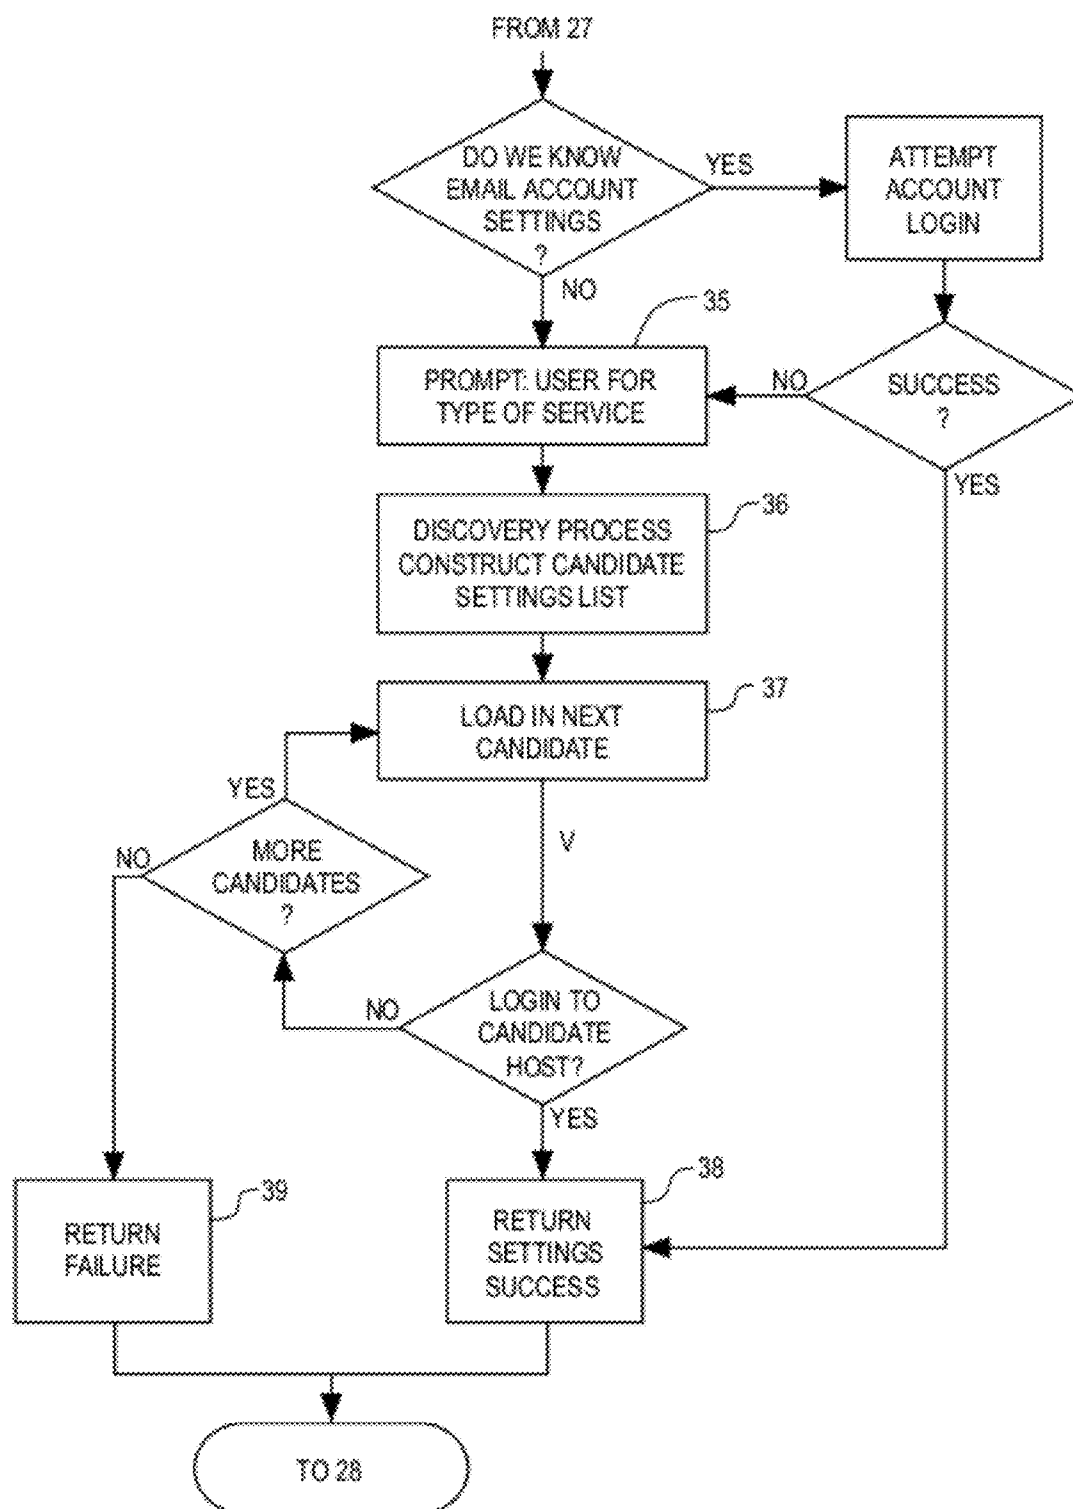 FROM 27
DO WE KNOW
EMAIL ACCOUNT
SETTINGS
?
YES
ATTEMPT
ACCOUNT
LOGIN
NO
35
PROMPT: USER FOR
TYPE OF SERVICE
NO
SUCCESS
?
YES
36
DISCOVERY PROCESS
CONSTRUCT CANDIDATE
SETTINGS LIST
37
LOAD IN NEXT
CANDIDATE
YES
V
NO
MORE
CANDIDATES
?
NO
LOGIN TO
CANDIDATE
HOST?
YES
39
RETURN
FAILURE
38
RETURN
SETTINGS
SUCCESS
TO 28